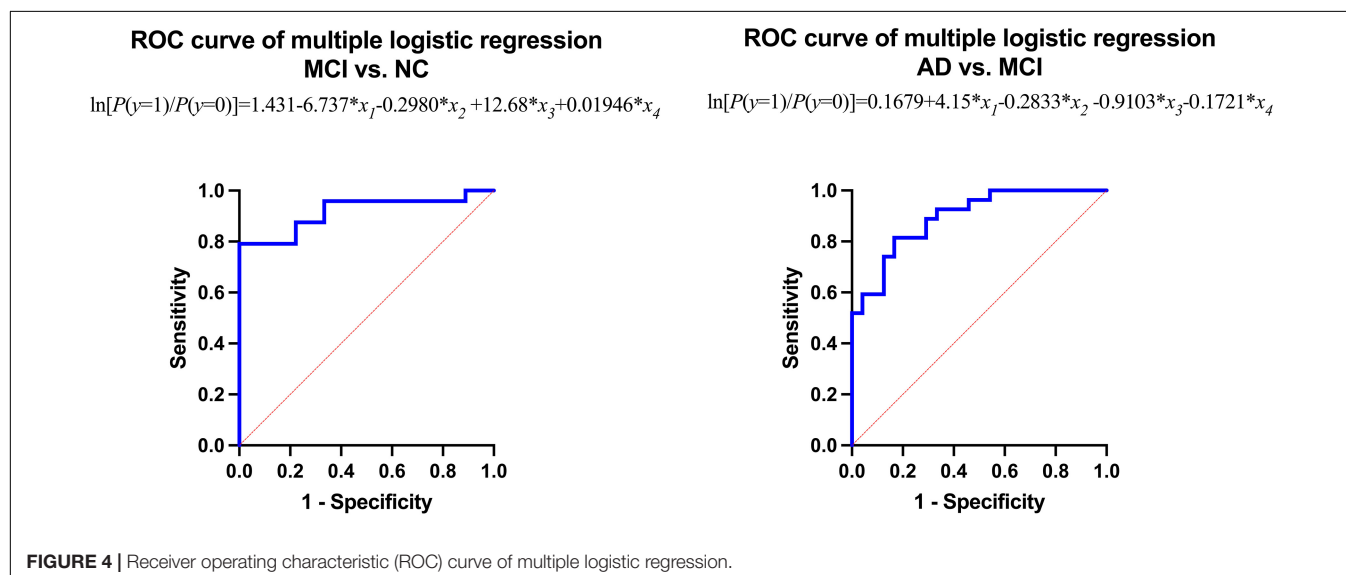 ROC curve of multiple logistic regression
MCI vs. NC
ln[P(y=1)/P(y=0)]=1.431-6.737*x1-0.2980*x2 +12.68*x3+0.01946*x4
1.0
0.8
0.6
0.4
0.2
0.0
Sensitivity
0.0 0.2 0.4 0.6 0.8 1.0
1 - Specificity
ROC curve of multiple logistic regression
AD vs. MCI
ln[P(y=1)/P(y=0)]=0.1679+4.15*x1-0.2833*x2 -0.9103*x3-0.1721*x4
1.0
0.8
0.6
0.4
0.2
0.0
Sensitivity
0.0 0.2 0.4 0.6 0.8 1.0
1 - Specificity
FIGURE 4 | Receiver operating characteristic (ROC) curve of multiple logistic regression.